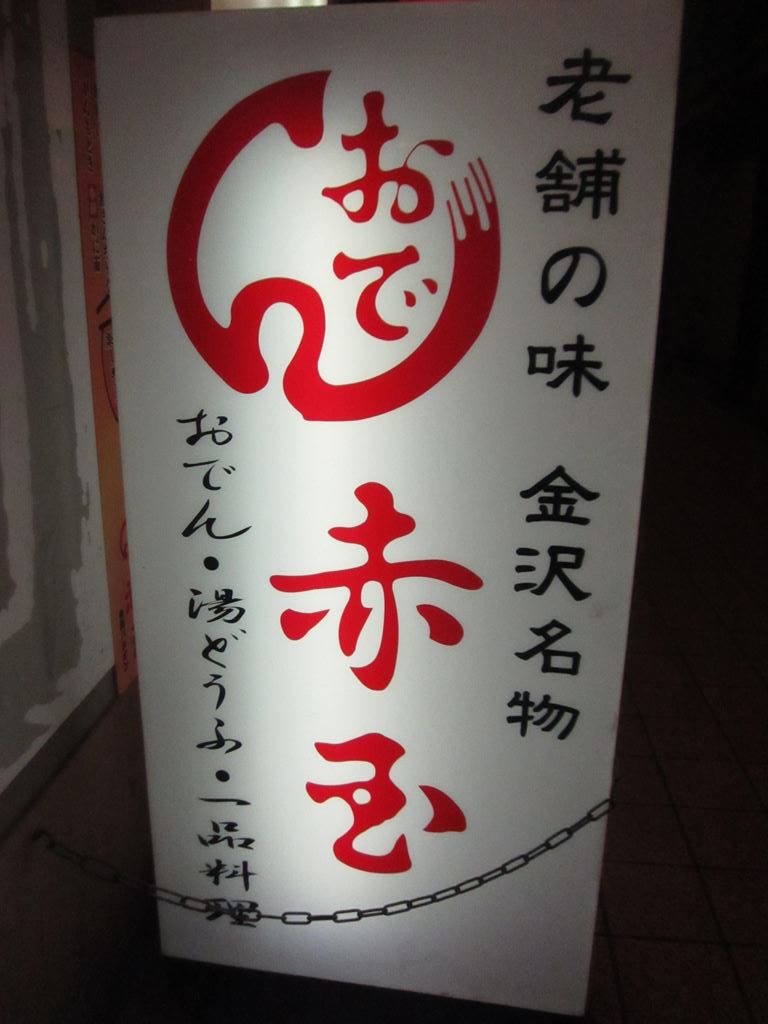 老舗の味 金沢名物
おでん
赤玉
おでん・湯どうふ・一品料理